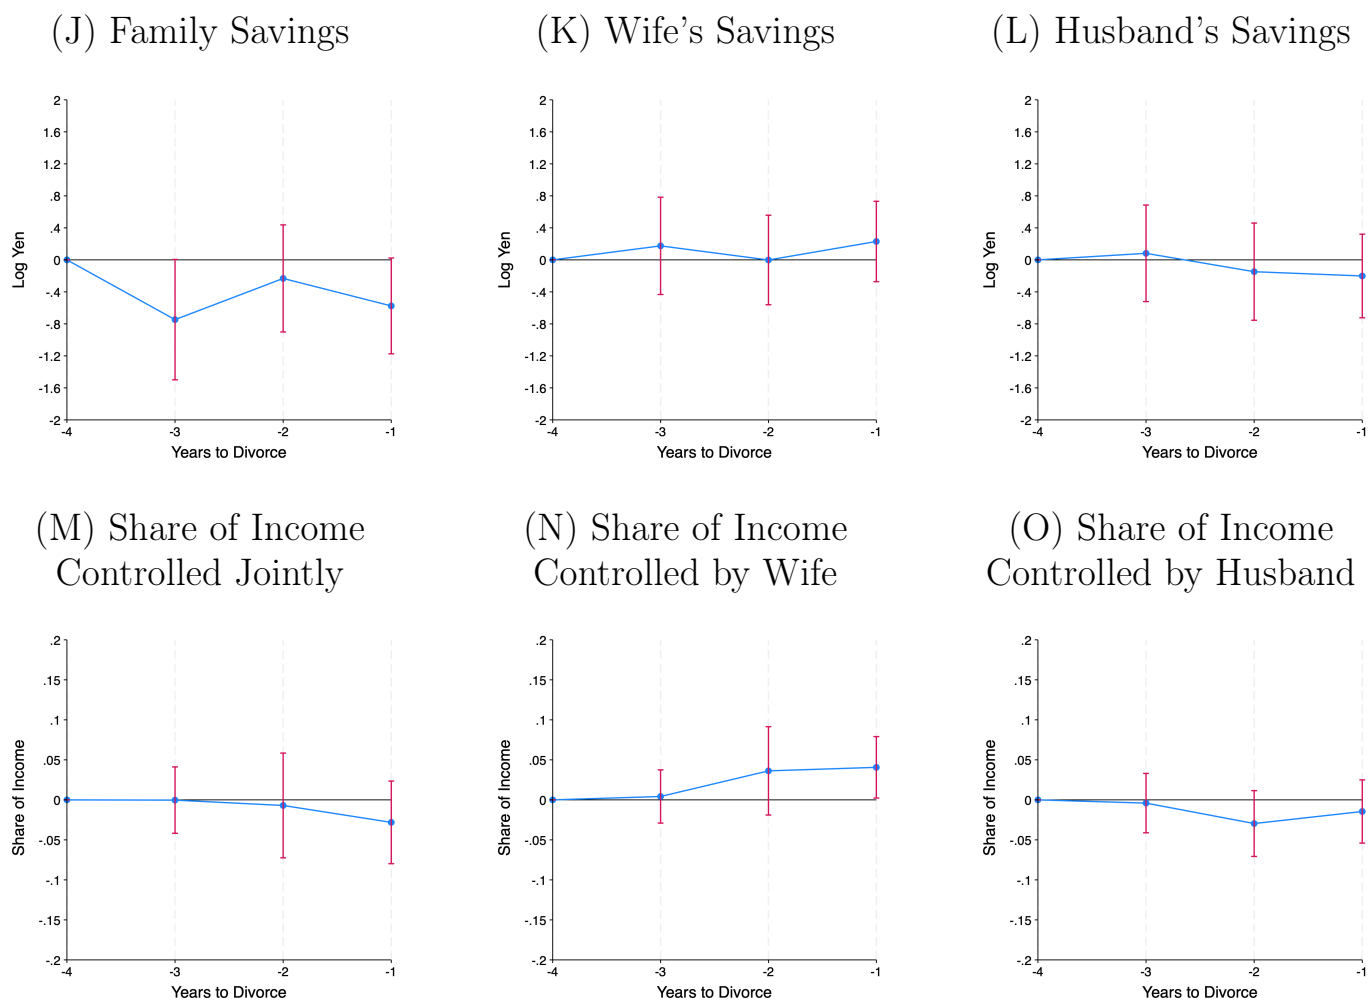 (J) Family Savings
(K) Wife's Savings
(L) Husband's Savings
2
1.6
1.2
.8
.4
0
-.4
-.8
-1.2
-1.6
-2
Log Yen
-4 -3 -2 -1
Years to Divorce
2
1.6
1.2
.8
.4
0
-.4
-.8
-1.2
-1.6
-2
Log Yen
-4 -3 -2 -1
Years to Divorce
2
1.6
1.2
.8
.4
0
-.4
-.8
-1.2
-1.6
-2
Log Yen
-4 -3 -2 -1
Years to Divorce
(M) Share of Income
Controlled Jointly
(N) Share of Income
Controlled by Wife
(O) Share of Income
Controlled by Husband
.2
.15
.1
.05
0
-.05
-.1
-.15
-.2
Share of Income
-4 -3 -2 -1
Years to Divorce
.2
.15
.1
.05
0
-.05
-.1
-.15
-.2
Share of Income
-4 -3 -2 -1
Years to Divorce
.2
.15
.1
.05
0
-.05
-.1
-.15
-.2
Share of Income
-4 -3 -2 -1
Years to Divorce